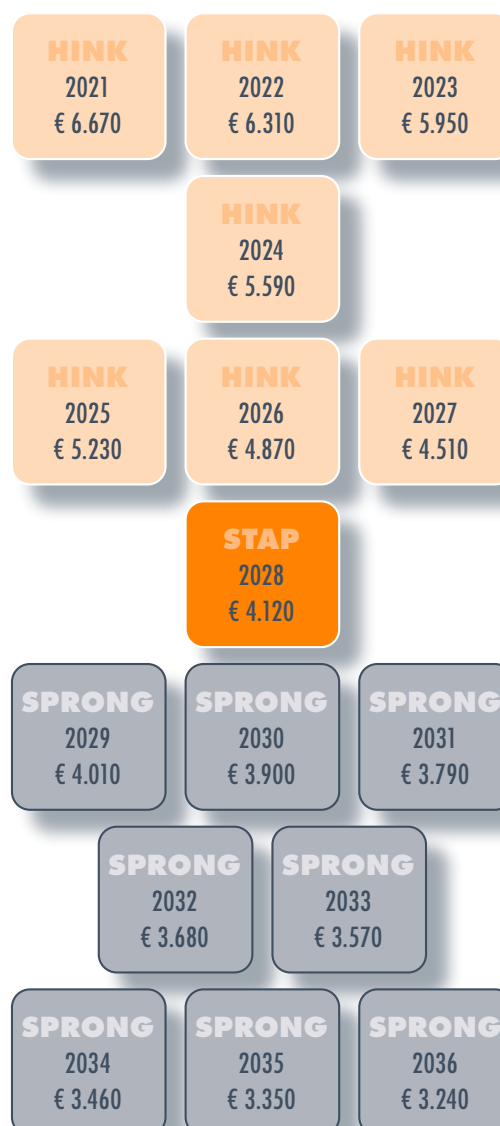 HINK HINK HINK
2021 2022 2023
€ 6.670 € 6.310 € 5.950
HINK
2024
€ 5.590
HINK HINK HINK
2025 2026 2027
€ 5.230 € 4.870 € 4.510
STAP
2028
€ 4.120
SPRONG SPRONG SPRONG
2029 2030 2031
€ 4.010 € 3.900 € 3.790
SPRONG SPRONG
2032 2033
€ 3.680 € 3.570
SPRONG SPRONG SPRONG
2034 2035 2036
€ 3.460 € 3.350 € 3.240